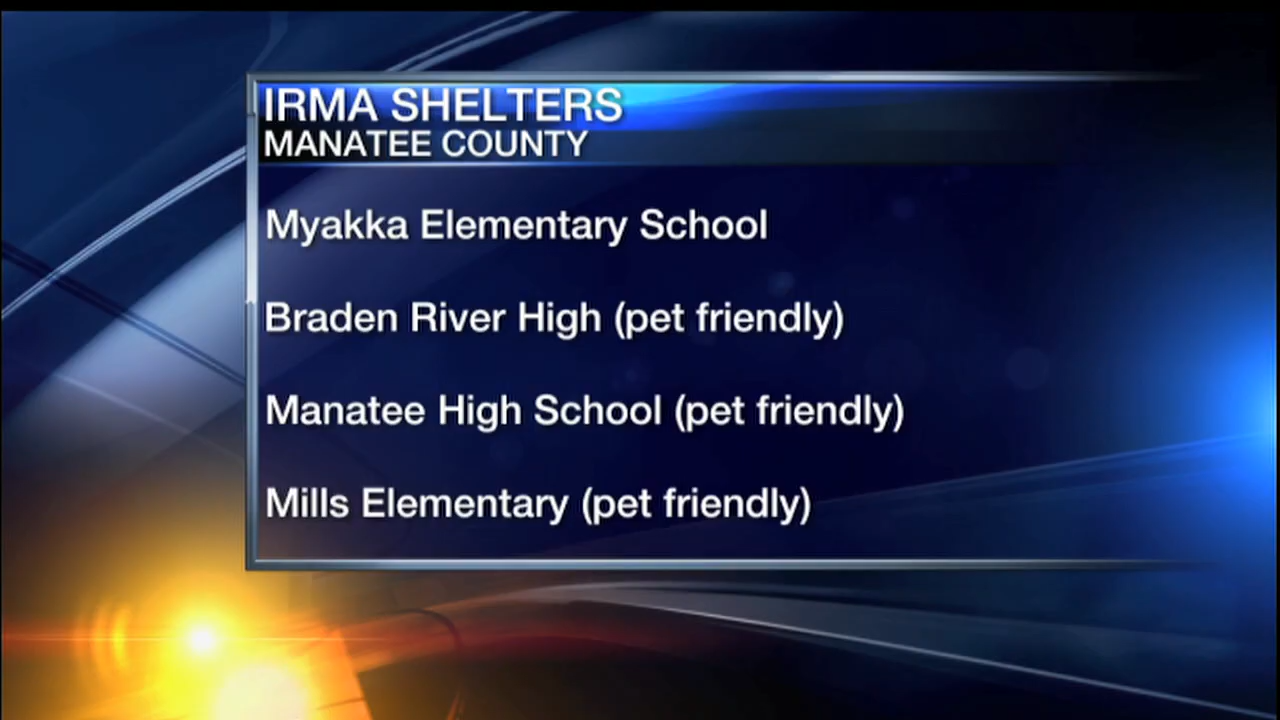 IRMA SHELTERS
MANATEE COUNTY
Myakka Elementary School
Braden River High (pet friendly)
Manatee High School (pet friendly)
Mills Elementary (pet friendly)